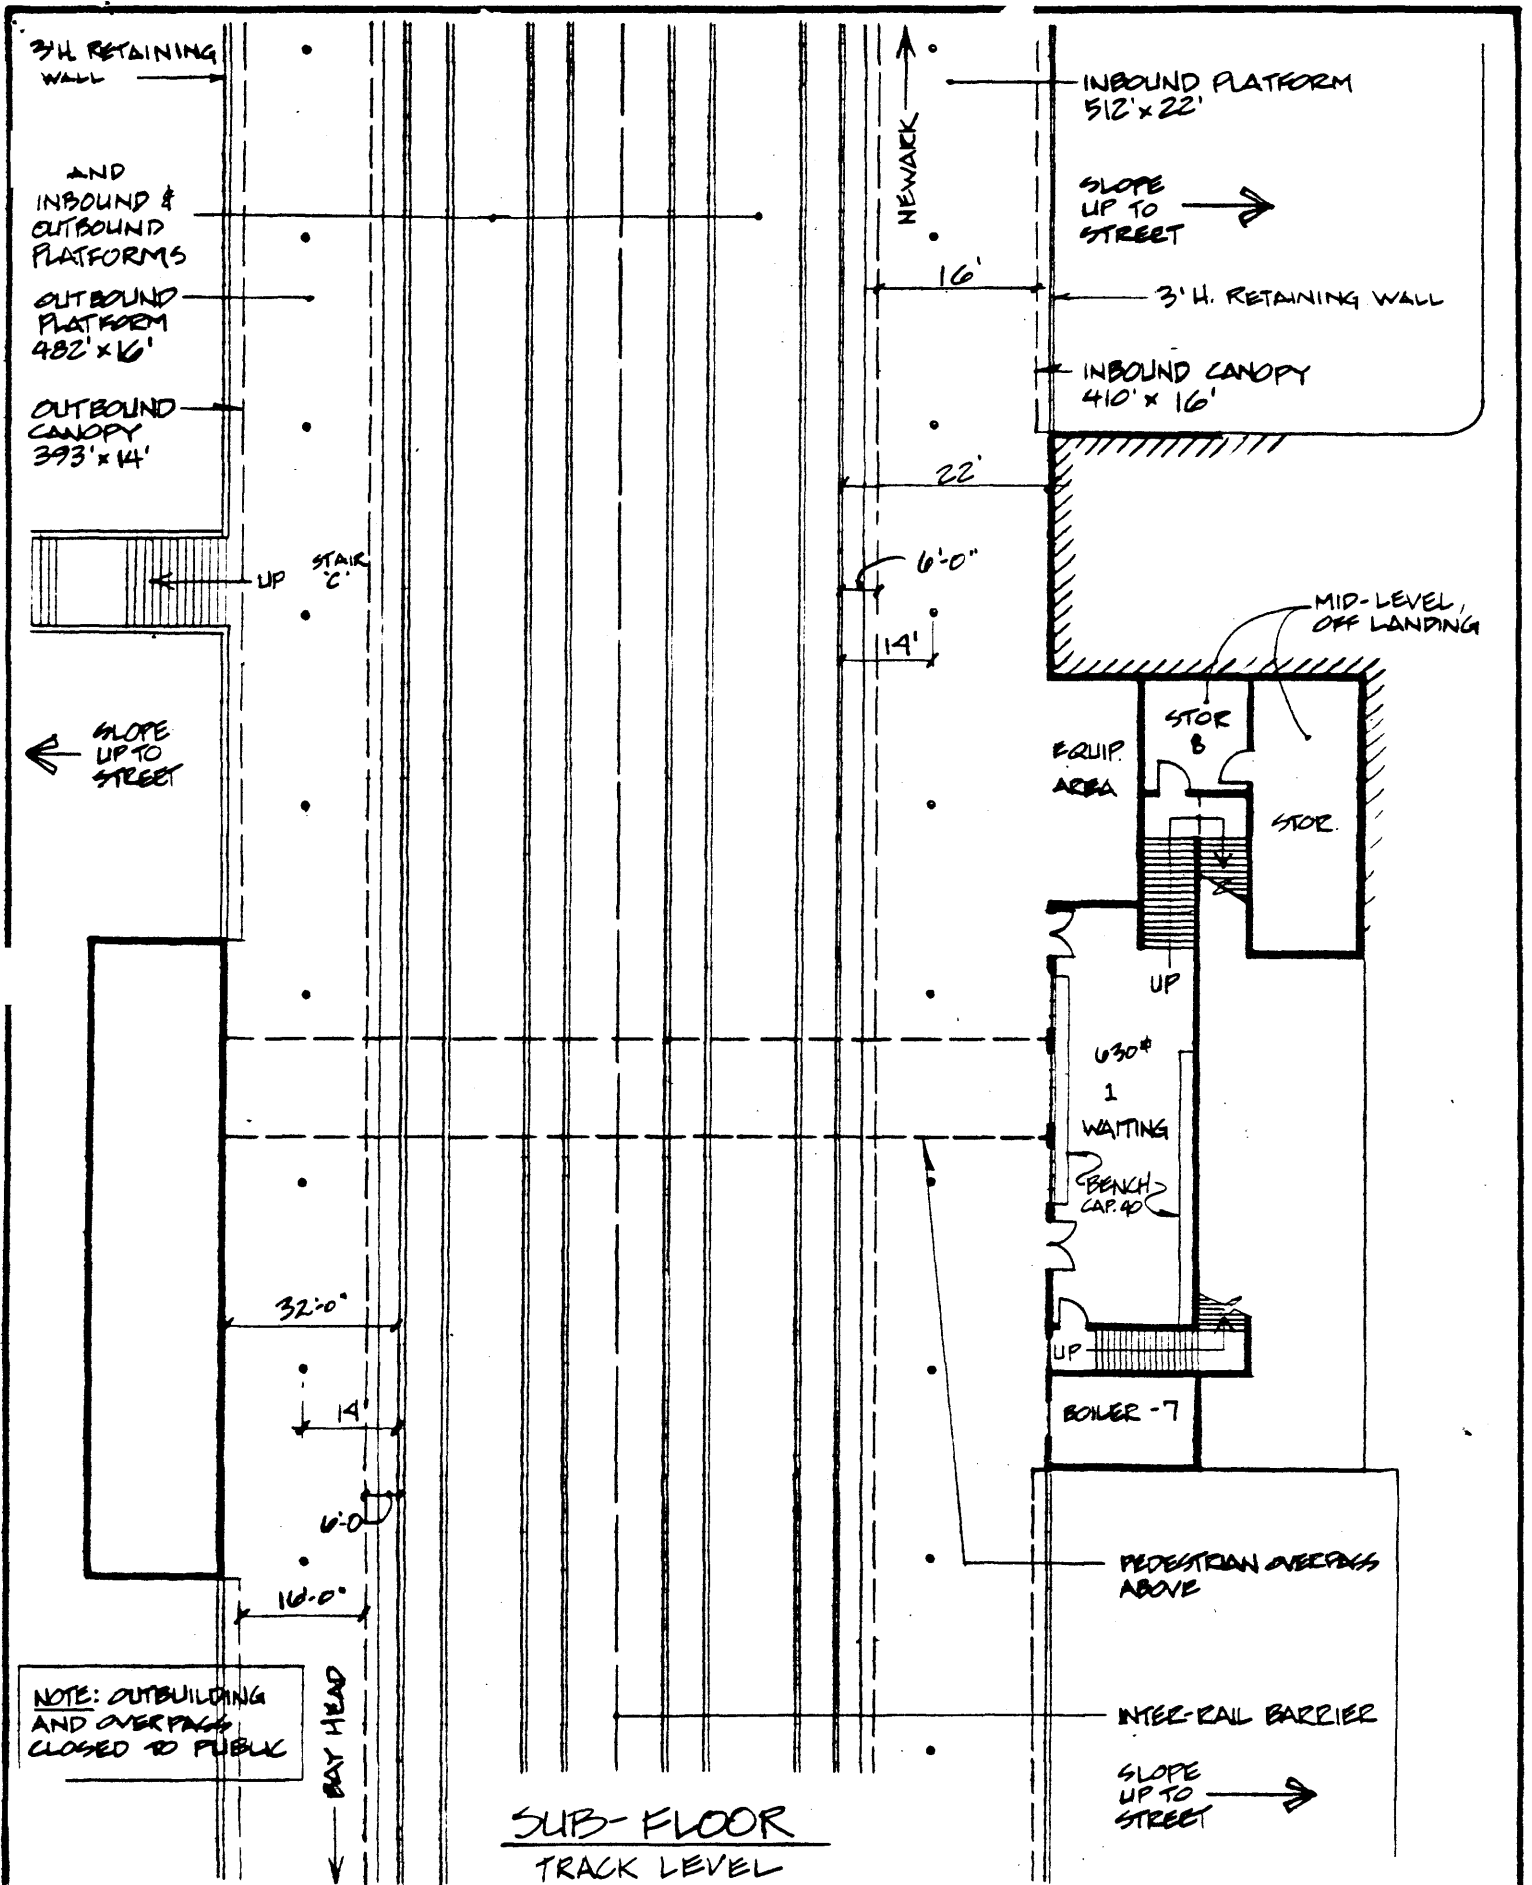 3'H. RETAINING
WALL
AND
INBOUND &
OUTBOUND
PLATFORMS
OUTBOUND
PLATFORM
482' x 16'
OUTBOUND
CANOPY
393' x 14'
UP
STAIR
'C'
SLOPE
UP TO
STREET
32'-0"
14'
6'-0
16'-0"
NOTE: OUTBUILDING
AND OVERPASS
CLOSED TO PUBLIC
BAY HEAD
SUB-FLOOR
TRACK LEVEL
NEWARK
INBOUND PLATFORM
512' x 22'
SLOPE
UP TO
STREET
16'
3' H. RETAINING WALL
INBOUND CANOPY
410' x 16'
22'
6'-0"
14'
MID-LEVEL,
OFF LANDING
STOR
8
EQUIP.
AREA
STOR.
UP
630#
1
WAITING
BENCH
CAP. 40
UP
BOILER - 7
PEDESTRIAN OVERPASS
ABOVE
INTER-RAIL BARRIER
SLOPE
UP TO
STREET